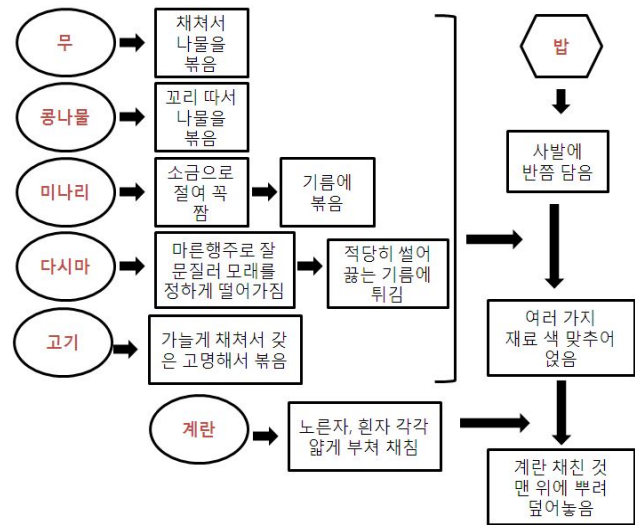 무
채쳐서
나물을
볶음
콩나물
꼬리 따서
나물을
볶음
미나리
소금으로
절여 꼭
짬
기름에
볶음
다시마
마른행주로 잘
문질러 모래를
정하게 떨어가짐
적당히 썰어
끓는 기름에
튀김
고기
가늘게 채쳐서 갖
은 고명해서 볶음
계란
노른자, 흰자 각각
얇게 부쳐 채침
밥
사발에
반쯤 담음
여러 가지
재료 색 맞추어
얹음
계란 채친 것
맨 위에 뿌려
덮어놓음